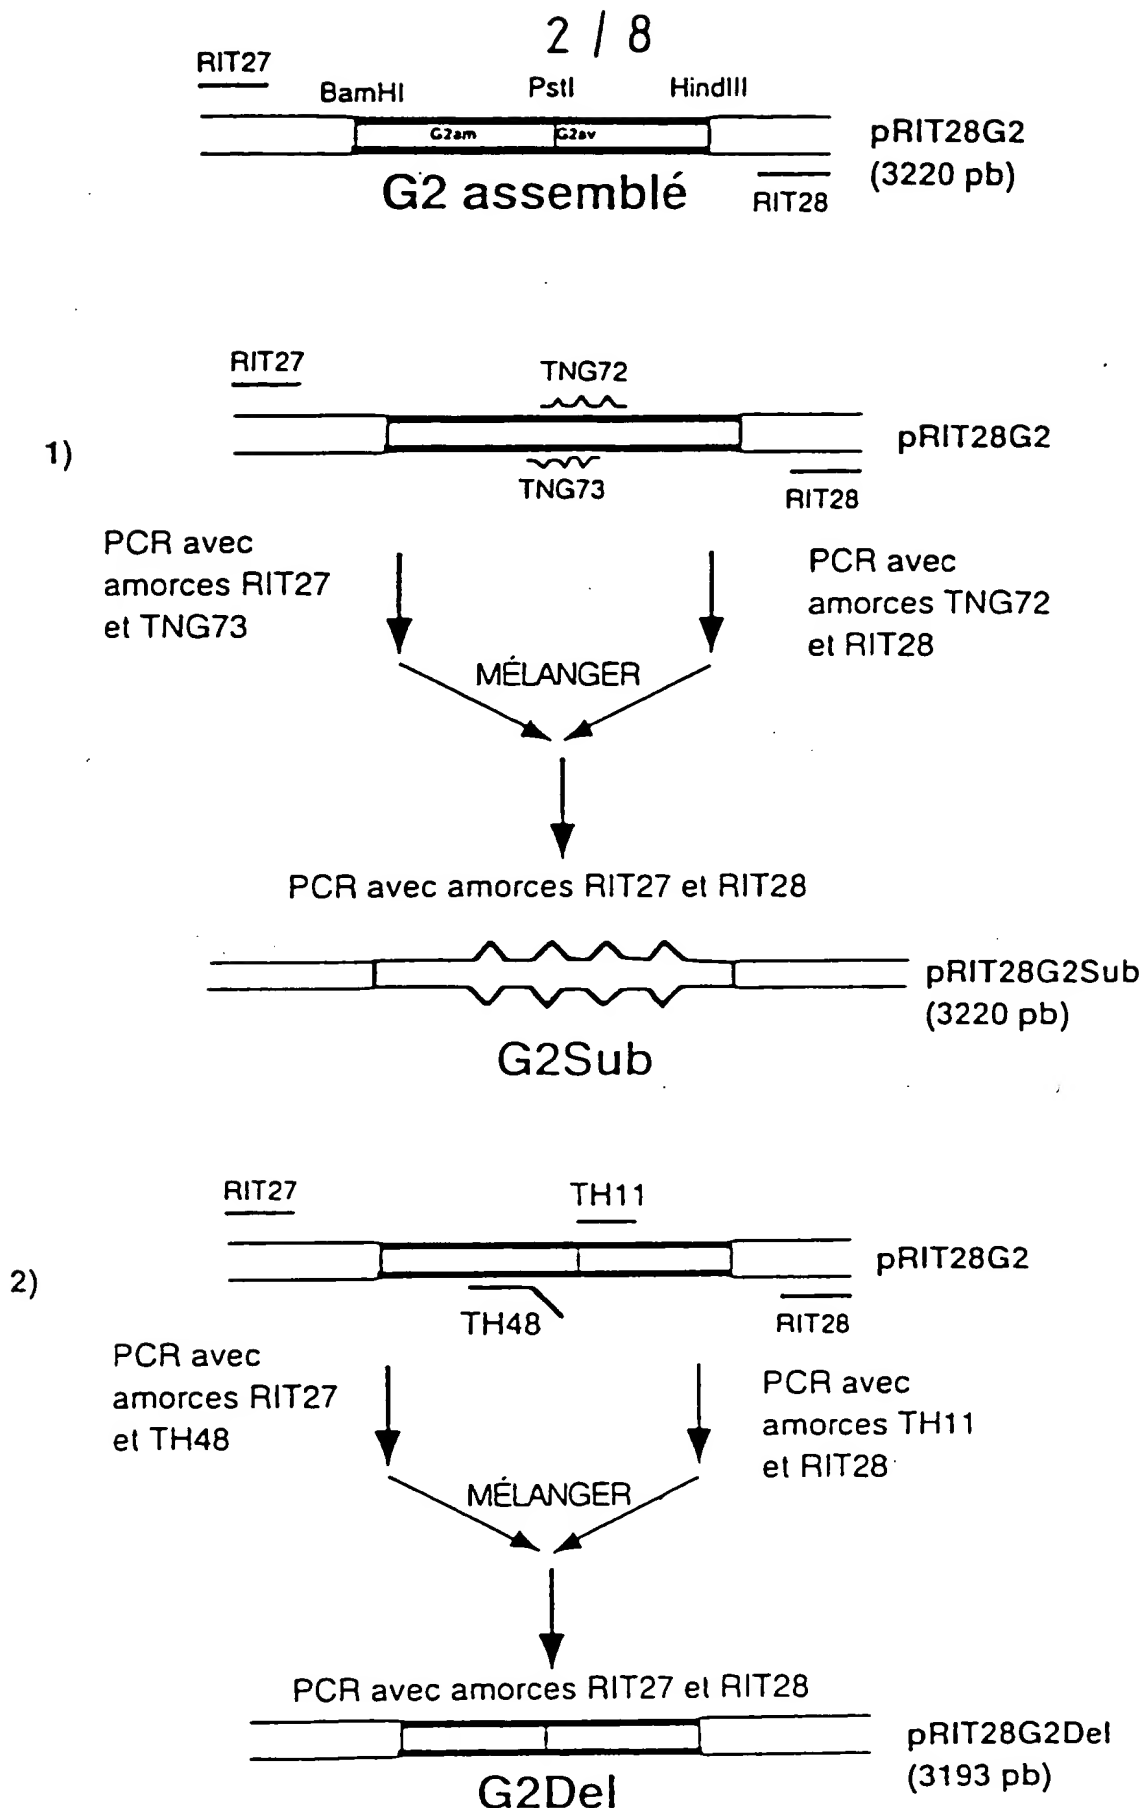 2 / 8
RIT27
BamHI PstI HindIII
G2am G2av
pRIT28G2
(3220 pb)
G2 assemblé
RIT28
RIT27
TNG72
1)
pRIT28G2
TNG73
RIT28
PCR avec
amorces RIT27
et TNG73
PCR avec
amorces TNG72
et RIT28
MÉLANGER
PCR avec amorces RIT27 et RIT28
pRIT28G2Sub
(3220 pb)
G2Sub
RIT27
TH11
2)
pRIT28G2
TH48
RIT28
PCR avec
amorces RIT27
et TH48
PCR avec
amorces TH11
et RIT28
MÉLANGER
PCR avec amorces RIT27 et RIT28
pRIT28G2Del
(3193 pb)
G2Del